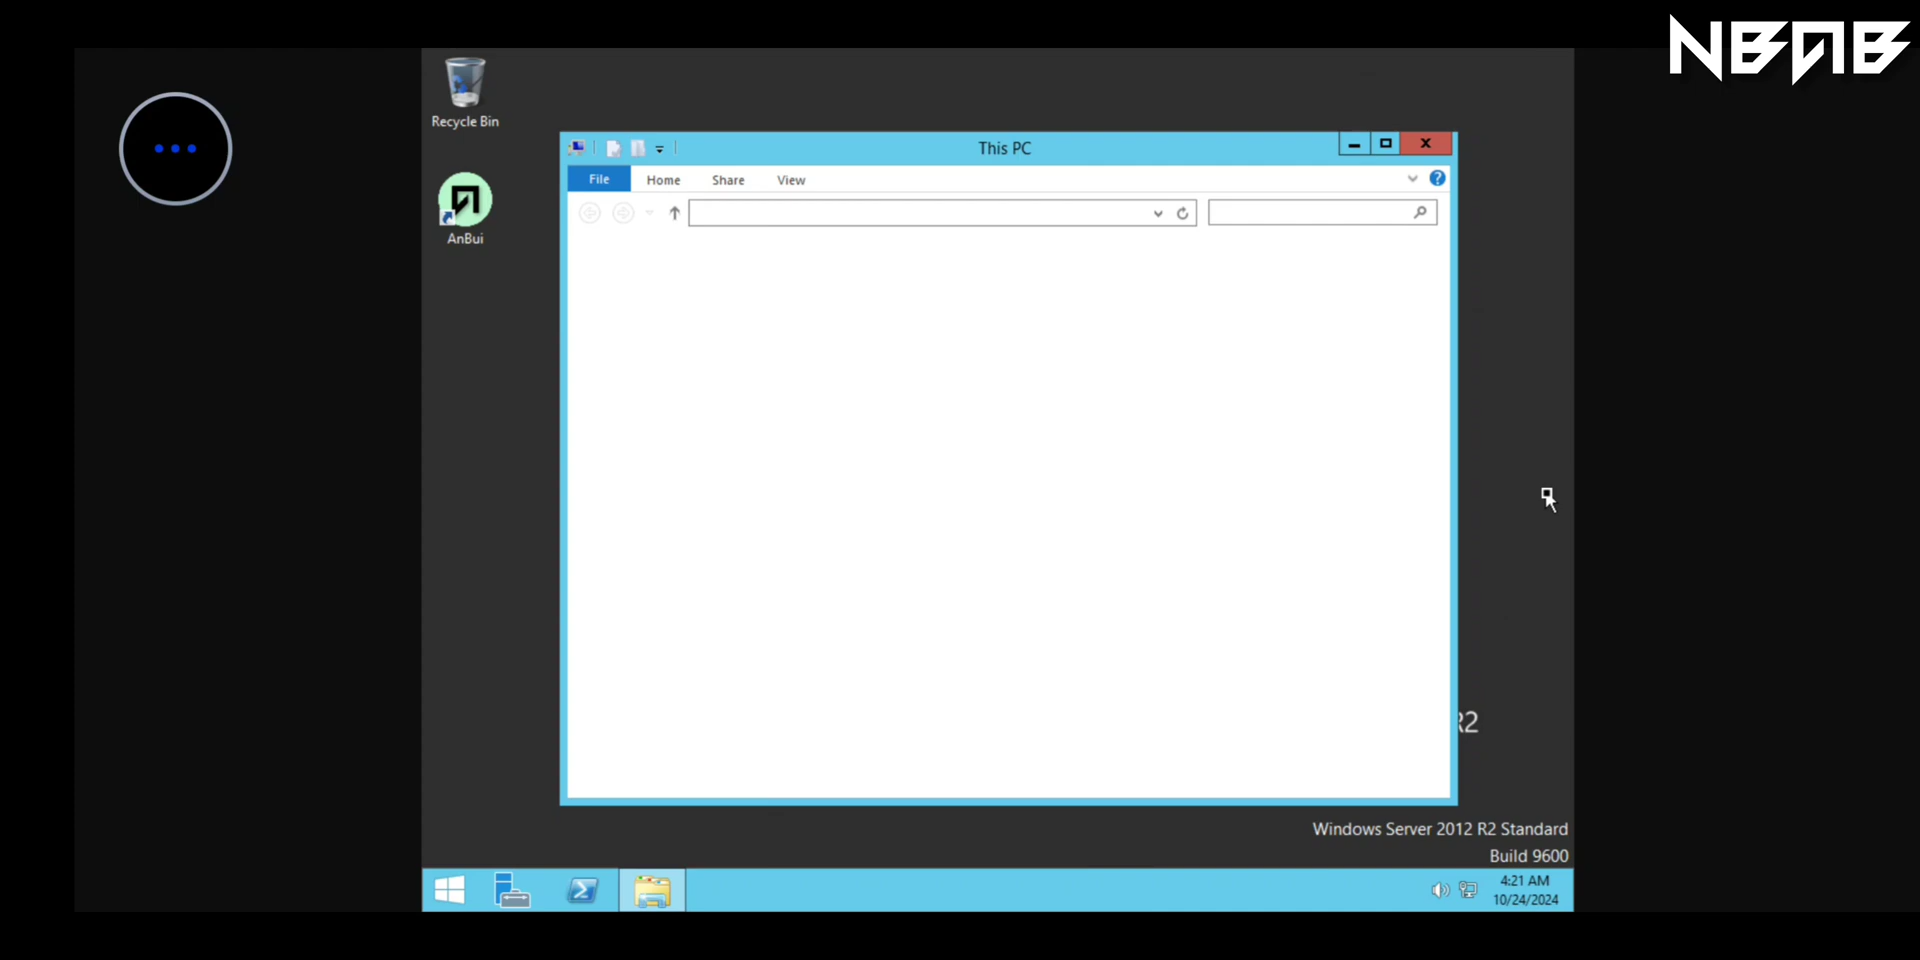 NBAB
Recycle Bin
AnBui
This PC
File Home Share View
R2
Windows Server 2012 R2 Standard
Build 9600
4:21 AM
10/24/2024